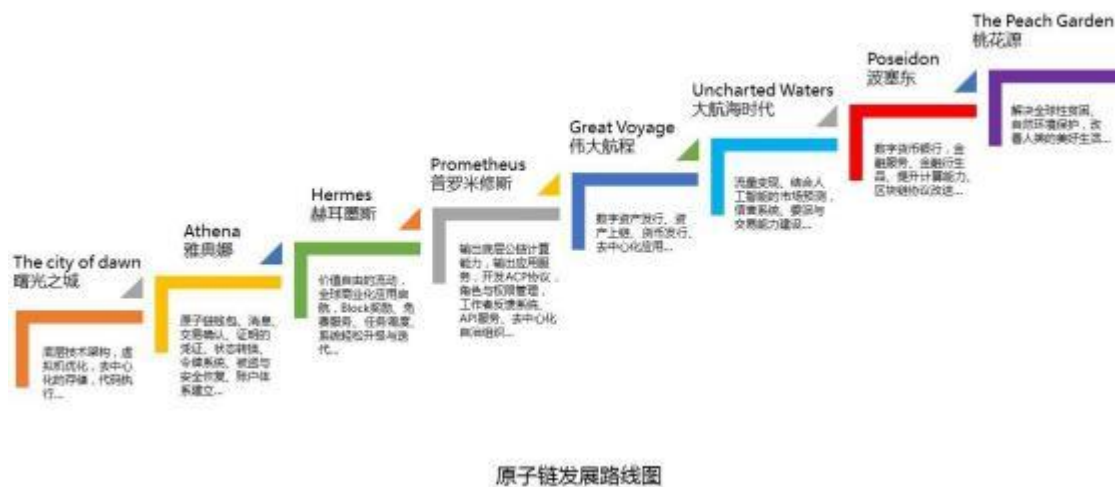 The city of dawn
曙光之城
底层技术架构，虚
拟机优化，去中心
化的存储，代码执
行...
Athena
雅典娜
原子链钱包、消息、
交易确认、证明的
凭证、状态转换、
令牌系统、被盗与
安全恢复、账户体
系建立...
Hermes
赫耳墨斯
价值自由的流动，
全球商业化应用启
航，Block奖励、免
费服务、任务调度、
系统轻松升级与迭
代...
Prometheus
普罗米修斯
输出底层公链计算
能力，输出应用服
务，开发ACP协议，
角色与权限管理，
工作者反馈系统、
API服务、去中心化
自治组织...
Great Voyage
伟大航程
数字资产发行、资
产上链、货币发行、
去中心化应用...
Uncharted Waters
大航海时代
流量变现、结合人
工智能的市场预测，
信誉系统、
交易能力建设...
Poseidon
波塞东
数字货币银行，金
融服务、金融衍生
品、提升计算能力、
区块链协议改进...
The Peach Garden
桃花源
解决全球性贫困、
自然环境保护，改
善人类的美好生活...
原子链发展路线图